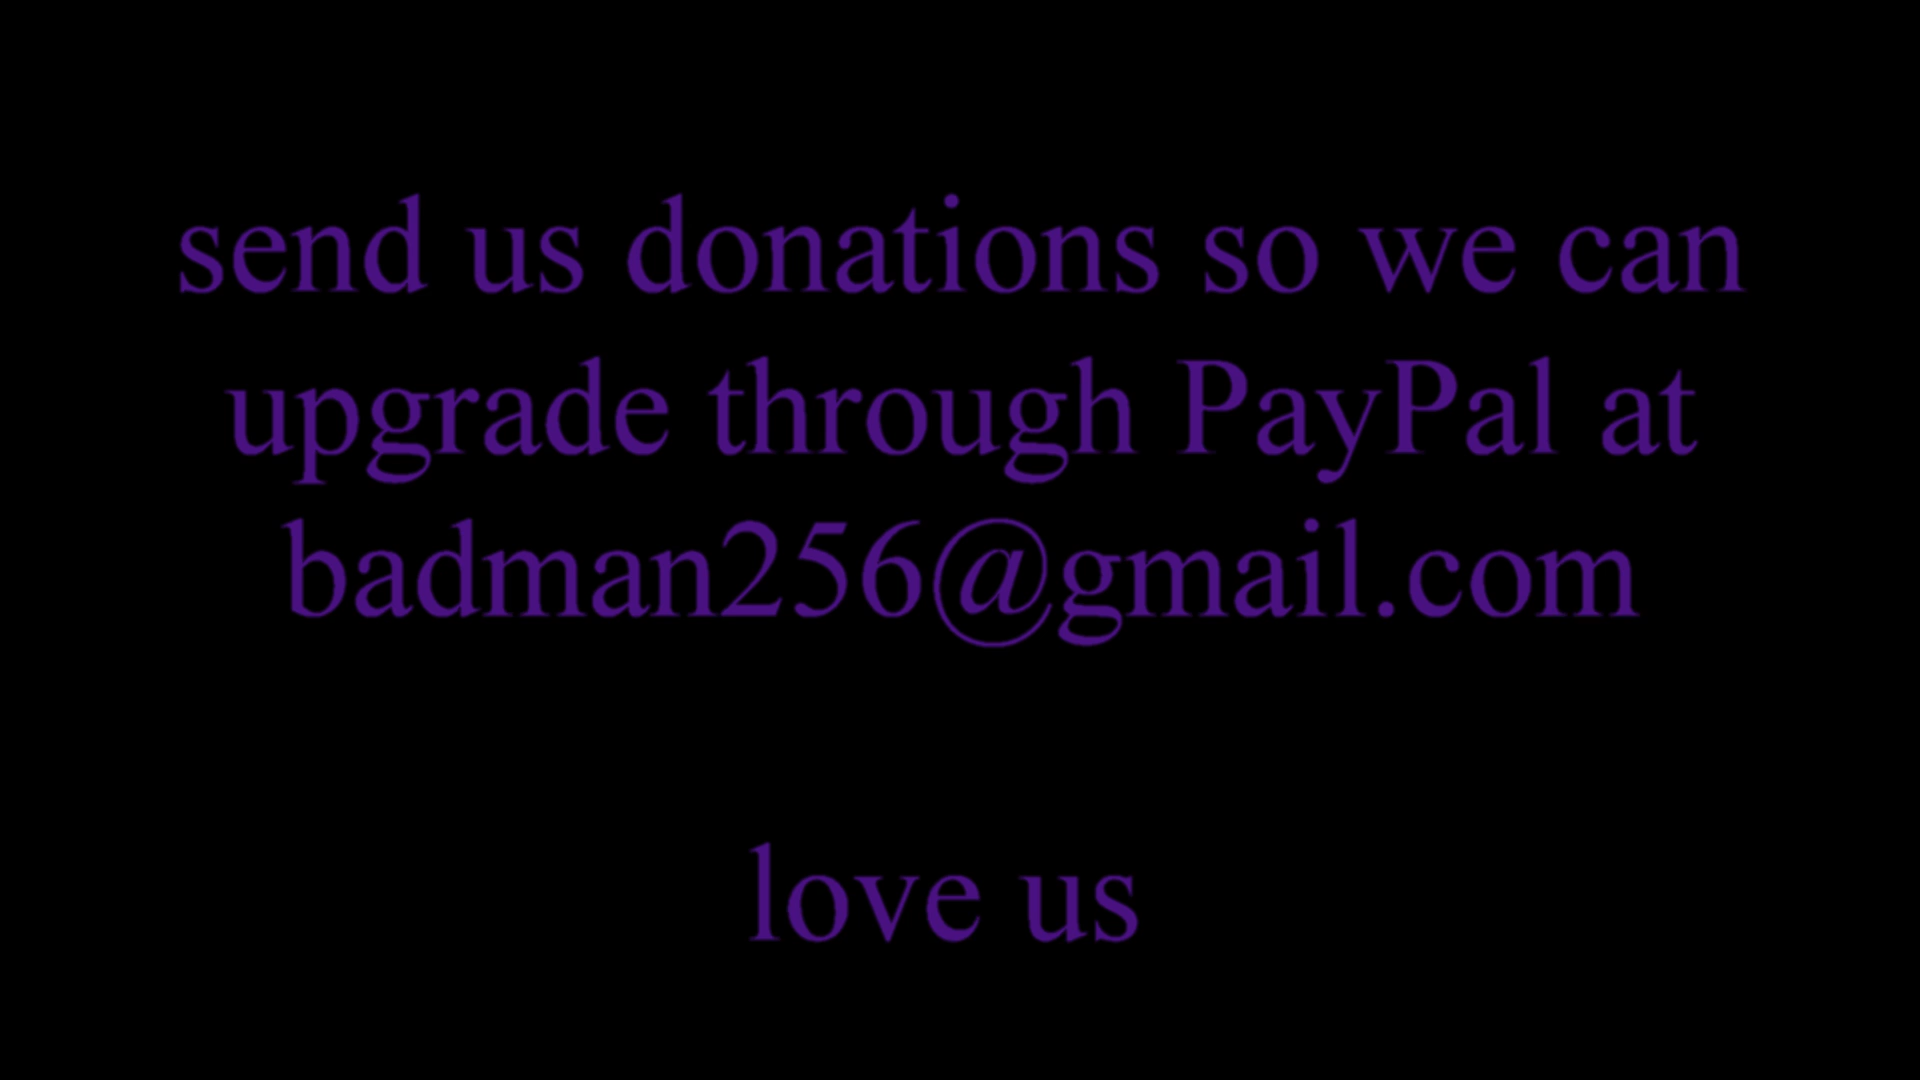 send us donations so we can
upgrade through PayPal at
badman256@gmail.com
love us